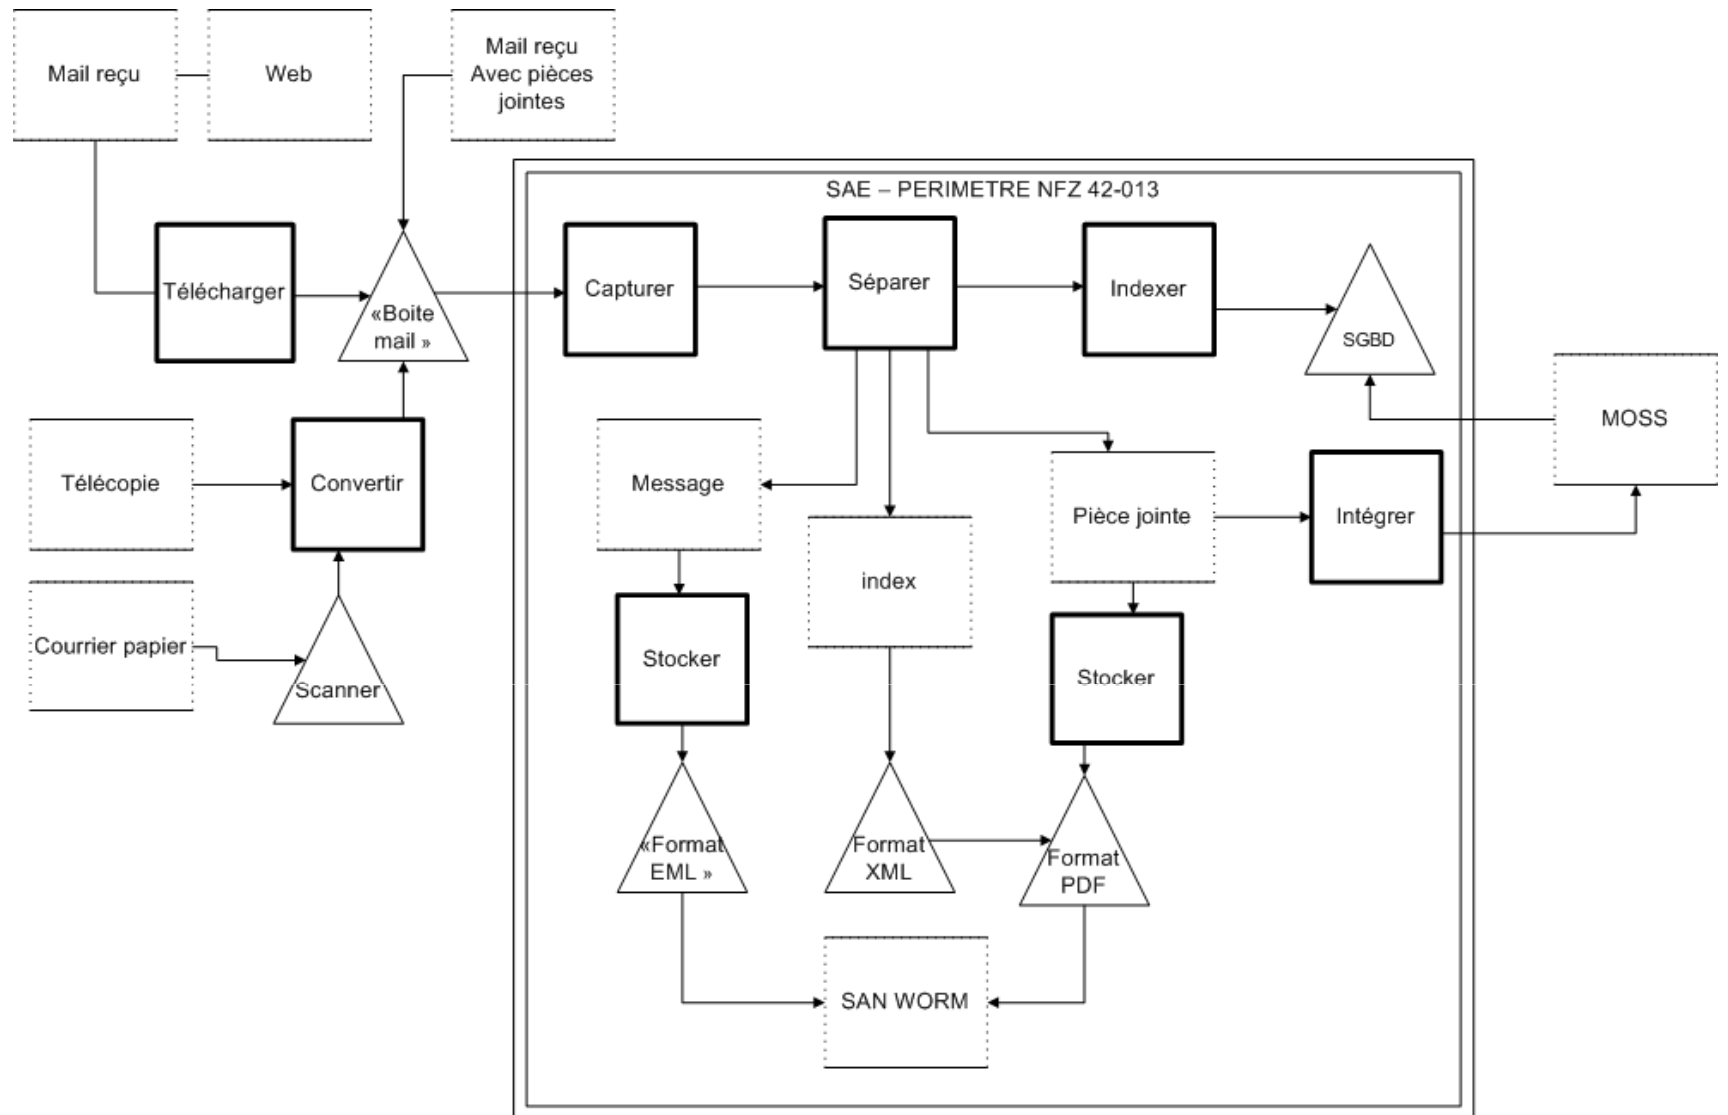 Mail reçu
Web
Mail reçu
Avec pièces
jointes
SAE – PERIMETRE NFZ 42-013
Télécharger
«Boite
mail »
Capturer
Séparer
Indexer
SGBD
MOSS
Télécopie
Convertir
Message
Pièce jointe
Intégrer
index
Courrier papier
Scanner
Stocker
Stocker
«Format
EML »
Format
XML
Format
PDF
SAN WORM